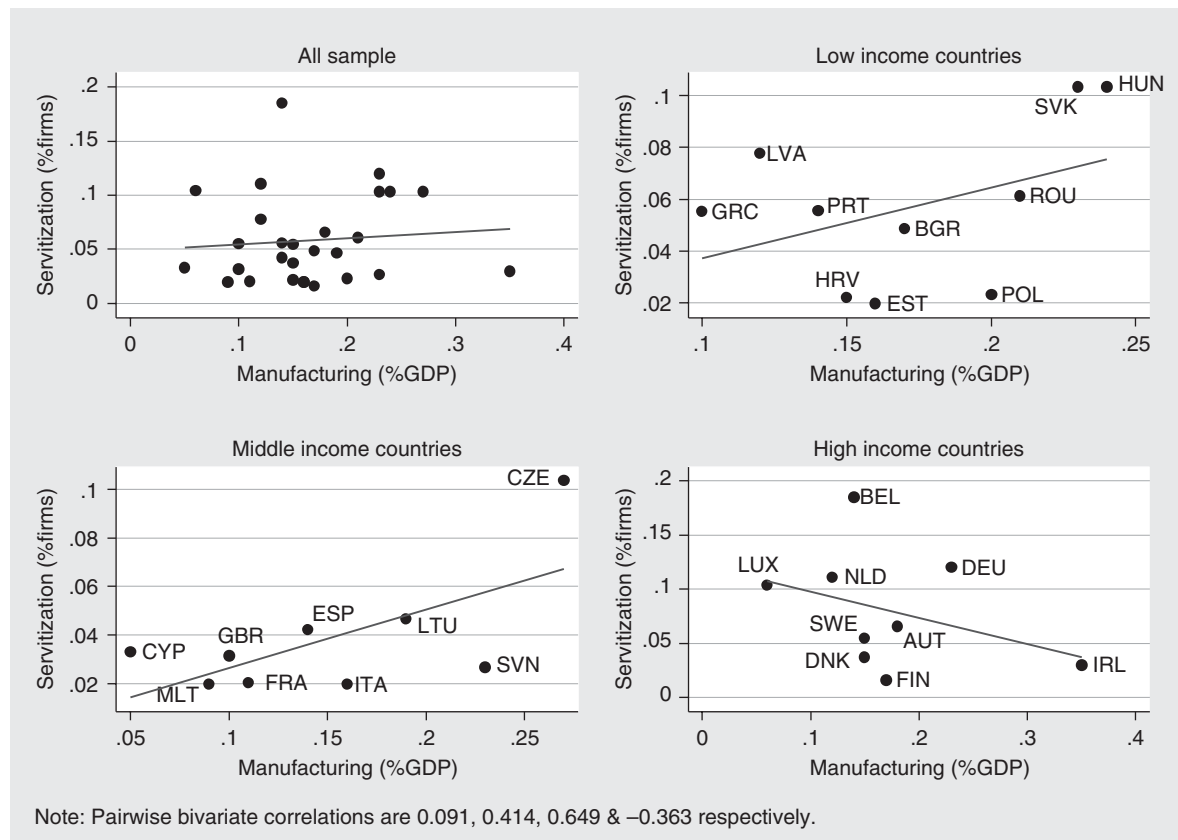 All sample
Servitization (%firms)
.2
.15
.1
.05
0
0 .1 .2 .3 .4
Manufacturing (%GDP)
Low income countries
Servitization (%firms)
.1
.08
.06
.04
.02
HUN
SVK
LVA
GRC
PRT
ROU
BGR
HRV
EST
POL
.1 .15 .2 .25
Manufacturing (%GDP)
Middle income countries
Servitization (%firms)
.1
.08
.06
.04
.02
CZE
ESP
LTU
GBR
CYP
SVN
MLT
FRA
ITA
.05 .1 .15 .2 .25
Manufacturing (%GDP)
High income countries
Servitization (%firms)
.2
.15
.1
.05
0
BEL
LUX
NLD
DEU
SWE
AUT
DNK
FIN
IRL
0 .1 .2 .3 .4
Manufacturing (%GDP)
Note: Pairwise bivariate correlations are 0.091, 0.414, 0.649 & –0.363 respectively.